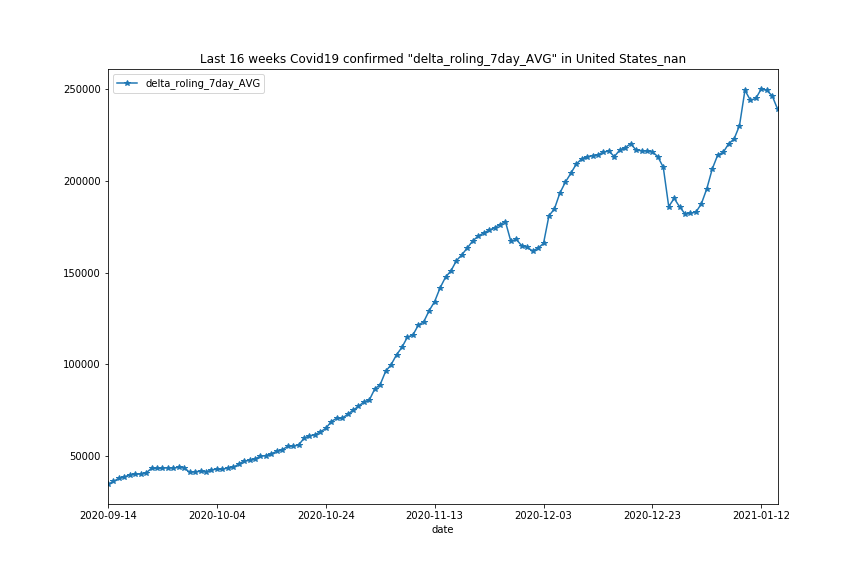 Last 16 weeks Covid19 confirmed "delta_roling_7day_AVG" in United States_nan
delta_roling_7day_AVG
250000
200000
150000
100000
50000
2020-09-14 2020-10-04 2020-10-24 2020-11-13 2020-12-03 2020-12-23 2021-01-12
date